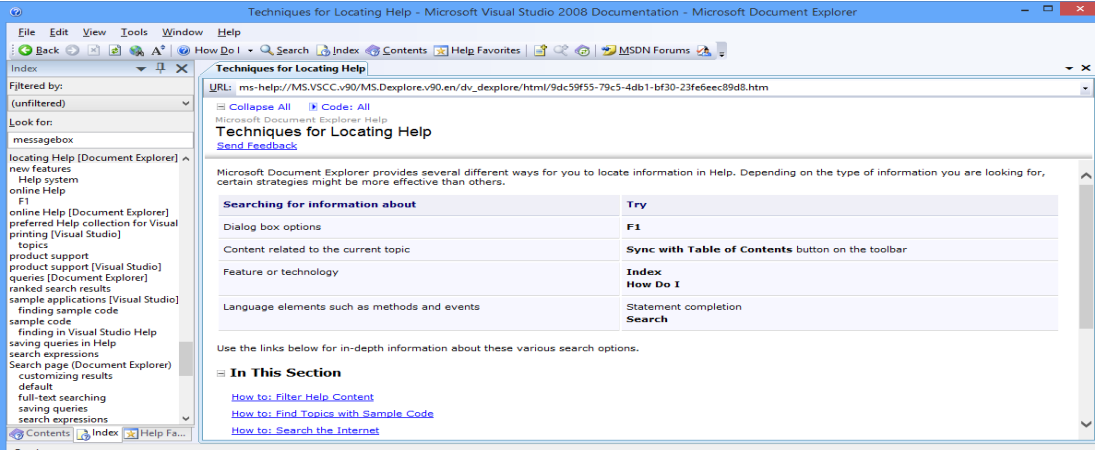 Techniques for Locating Help - Microsoft Visual Studio 2008 Documentation - Microsoft Document Explorer
File Edit View Tools Window Help
Back How Do I Search Index Contents Help Favorites MSDN Forums
Index
Filtered by:
(unfiltered)
Look for:
messagebox
locating Help [Document Explorer]
new features
Help system
online Help
F1
online Help [Document Explorer]
preferred Help collection for Visual
printing [Visual Studio]
topics
product support
product support [Visual Studio]
queries [Document Explorer]
ranked search results
sample applications [Visual Studio]
finding sample code
sample code
finding in Visual Studio Help
saving queries in Help
search expressions
Search page (Document Explorer)
customizing results
default
full-text searching
saving queries
search expressions
Contents Index Help Fa...
Techniques for Locating Help
URL: ms-help://MS.VSCC.v90/MS.Dexplore.v90.en/dv_dexplore/html/9dc59f55-79c5-4db1-bf30-23fe6eec89d8.htm
Collapse All Code: All
Microsoft Document Explorer Help
Techniques for Locating Help
Send Feedback
Microsoft Document Explorer provides several different ways for you to locate information in Help. Depending on the type of information you are looking for,
certain strategies might be more effective than others.
Searching for information about Try
Dialog box options F1
Content related to the current topic Sync with Table of Contents button on the toolbar
Feature or technology Index
How Do I
Language elements such as methods and events Statement completion
Search
Use the links below for in-depth information about these various search options.
In This Section
How to: Filter Help Content
How to: Find Topics with Sample Code
How to: Search the Internet